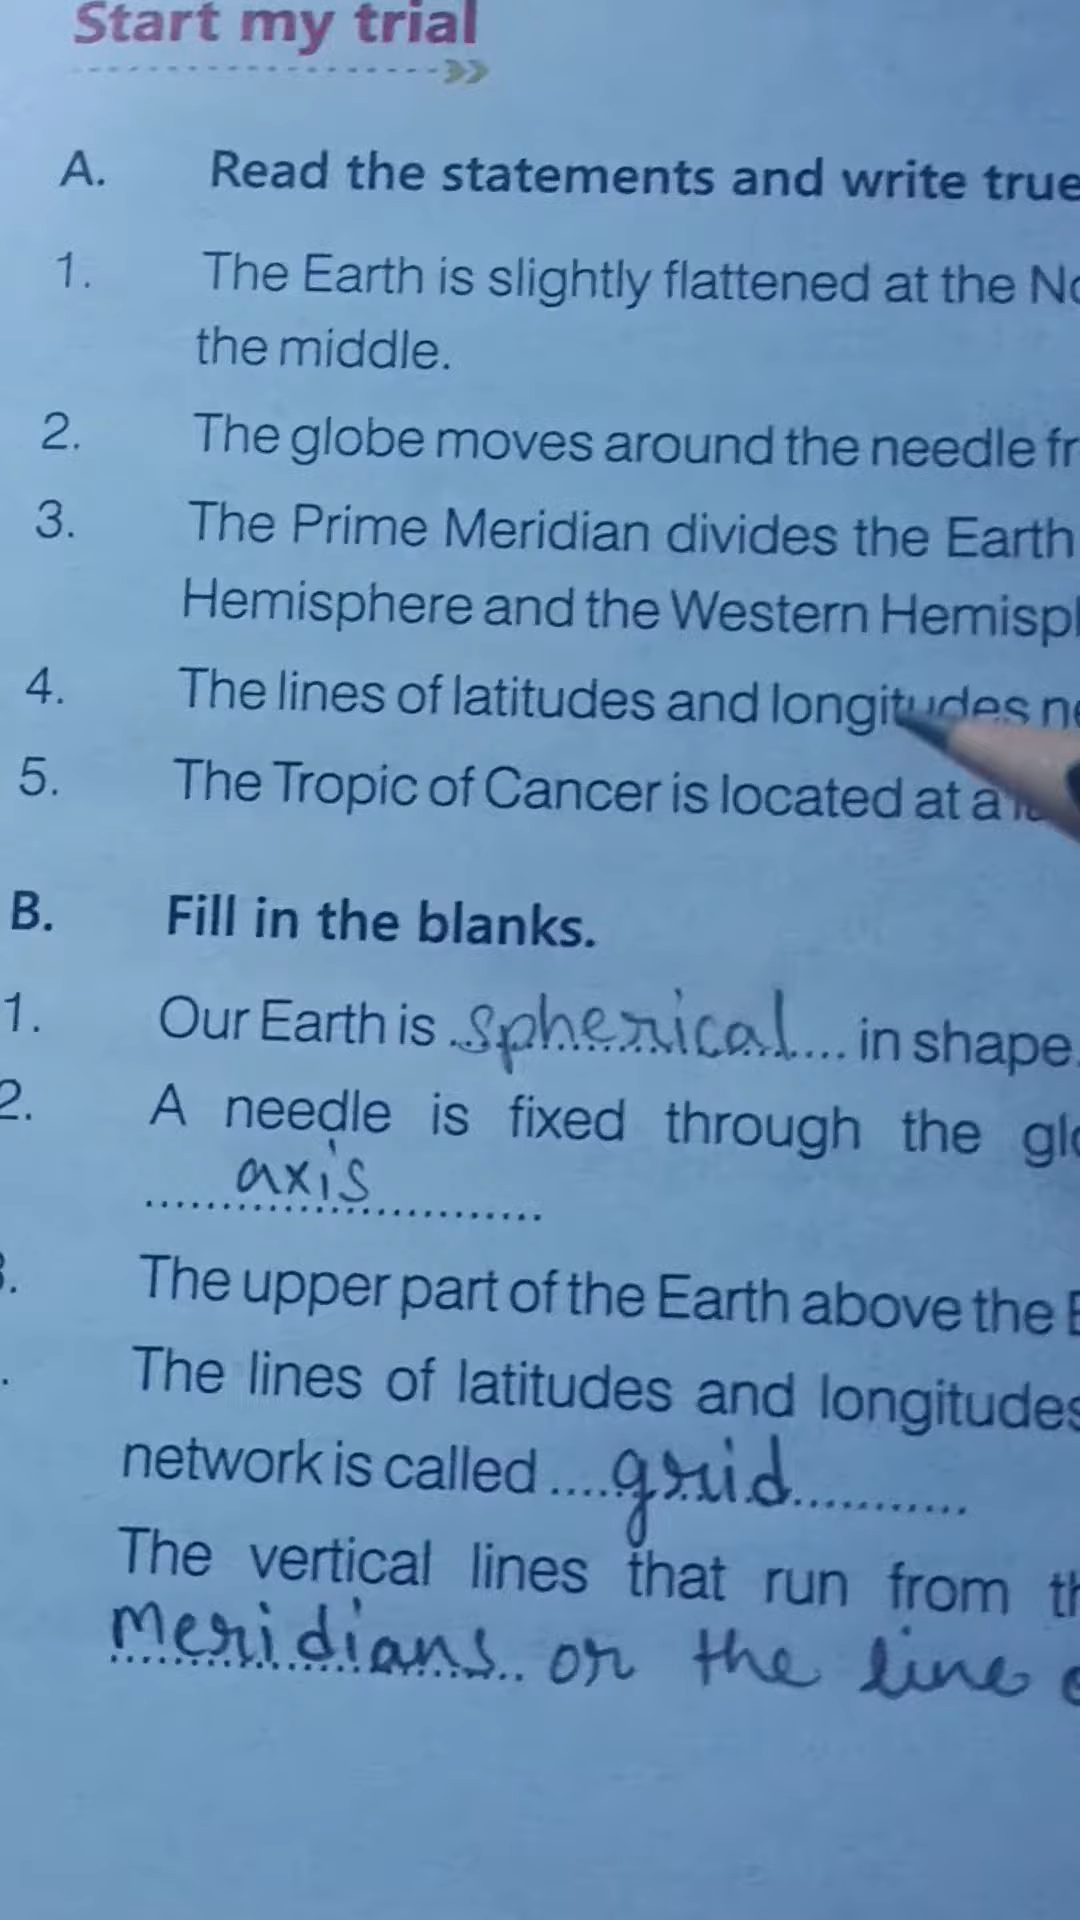 Start my trial
A. Read the statements and write true
1. The Earth is slightly flattened at the
the middle.
2. The globe moves around the needle
3. The Prime Meridian divides the Earth
Hemisphere and the Western
4. The lines of latitudes and longitudes
5. The Tropic of Cancer is located at a
B. Fill in the blanks.
1. Our Earth is spherical in shape.
2. A needle is fixed through the
axis
The upper part of the Earth above the
The lines of latitudes and longitudes
network is called grid
The vertical lines that run from
meridians or the line